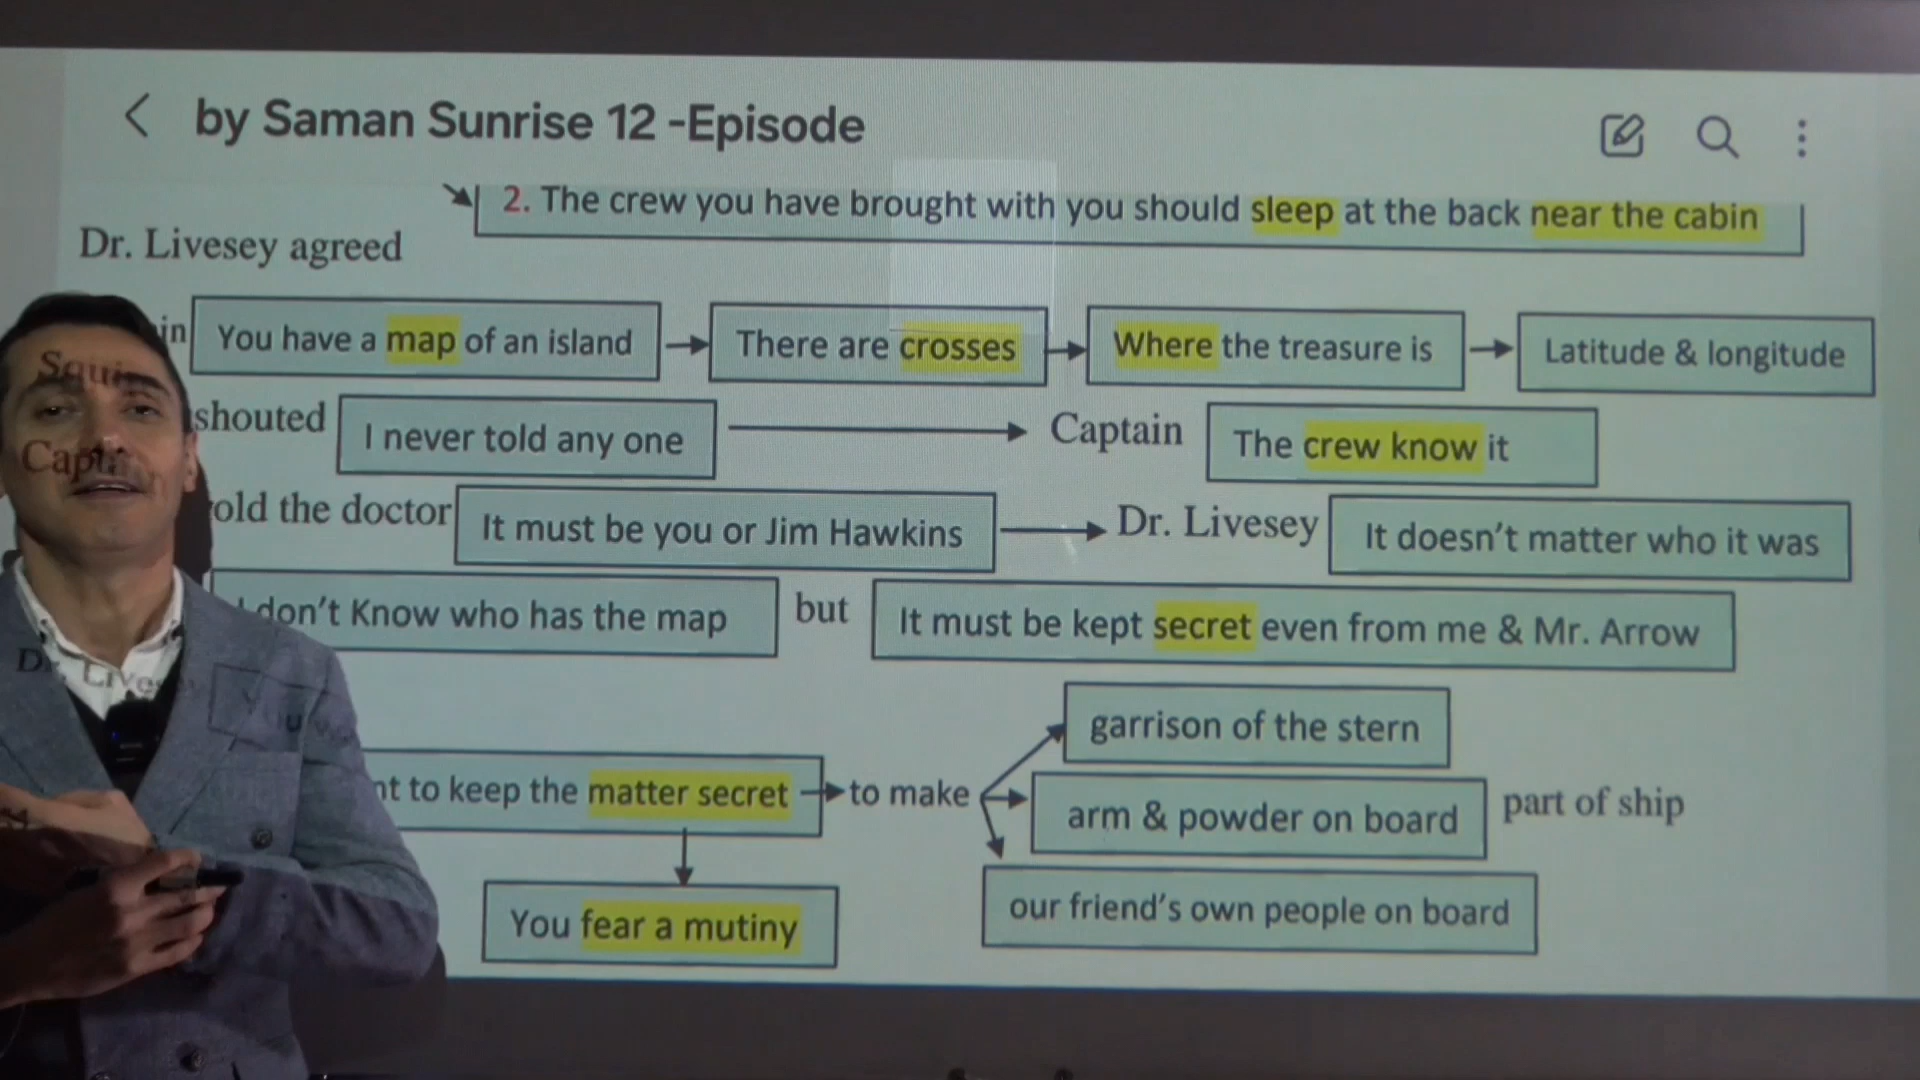 by Saman Sunrise 12 -Episode
2. The crew you have brought with you should sleep at the back near the cabin
Dr. Livesey agreed
in You have a map of an island There are crosses Where the treasure is Latitude & longitude
Squi
shouted I never told any one Captain The crew know it
Capta
old the doctor It must be you or Jim Hawkins Dr. Livesey It doesn't matter who it was
don't Know who has the map but It must be kept secret even from me & Mr. Arrow
D . Lives
garrison of the stern
nt to keep the matter secret to make arm & powder on board part of ship
You fear a mutiny our friend's own people on board